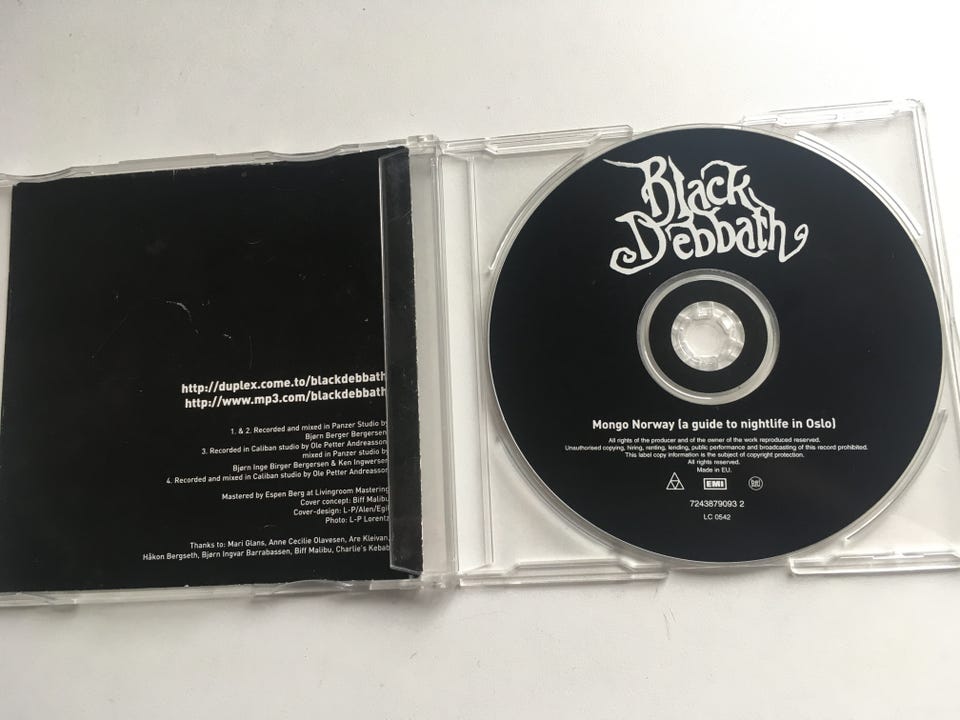 http://duplex.come.to/blackdebbath
http://www.mp3.com/blackdebbath
1. & 2. Recorded and mixed in Panzer Studio by
Bjørn Berger Bergersen
3. Recorded in Caliban studio by Ole Petter Andreasson
mixed in Panzer studio by
Bjørn Inge Birger Bergersen & Ken Ingwersen
4. Recorded and mixed in Caliban studio by Ole Petter Andreasson
Mastered by Espen Berg at Livingroom Mastering
Cover concept: Biff Malibu
Cover-design: L-P/Alen/Egil
Photo: L-P Lorentz
Thanks to: Mari Glans, Anne Cecilie Olavesen, Are Kleivan,
Håkon Bergseth, Bjørn Ingvar Barrabassen, Biff Malibu, Charlie's Kebab
Black
Debbath
Mongo Norway (a guide to nightlife in Oslo)
All rights of the producer and of the owner of the work reproduced reserved.
Unauthorised copying, hiring, renting, lending, public performance and broadcasting of this record prohibited.
This label copy information is the subject of copyright protection.
All rights reserved.
Made in EU.
EMI
7243879093 2
LC 0542